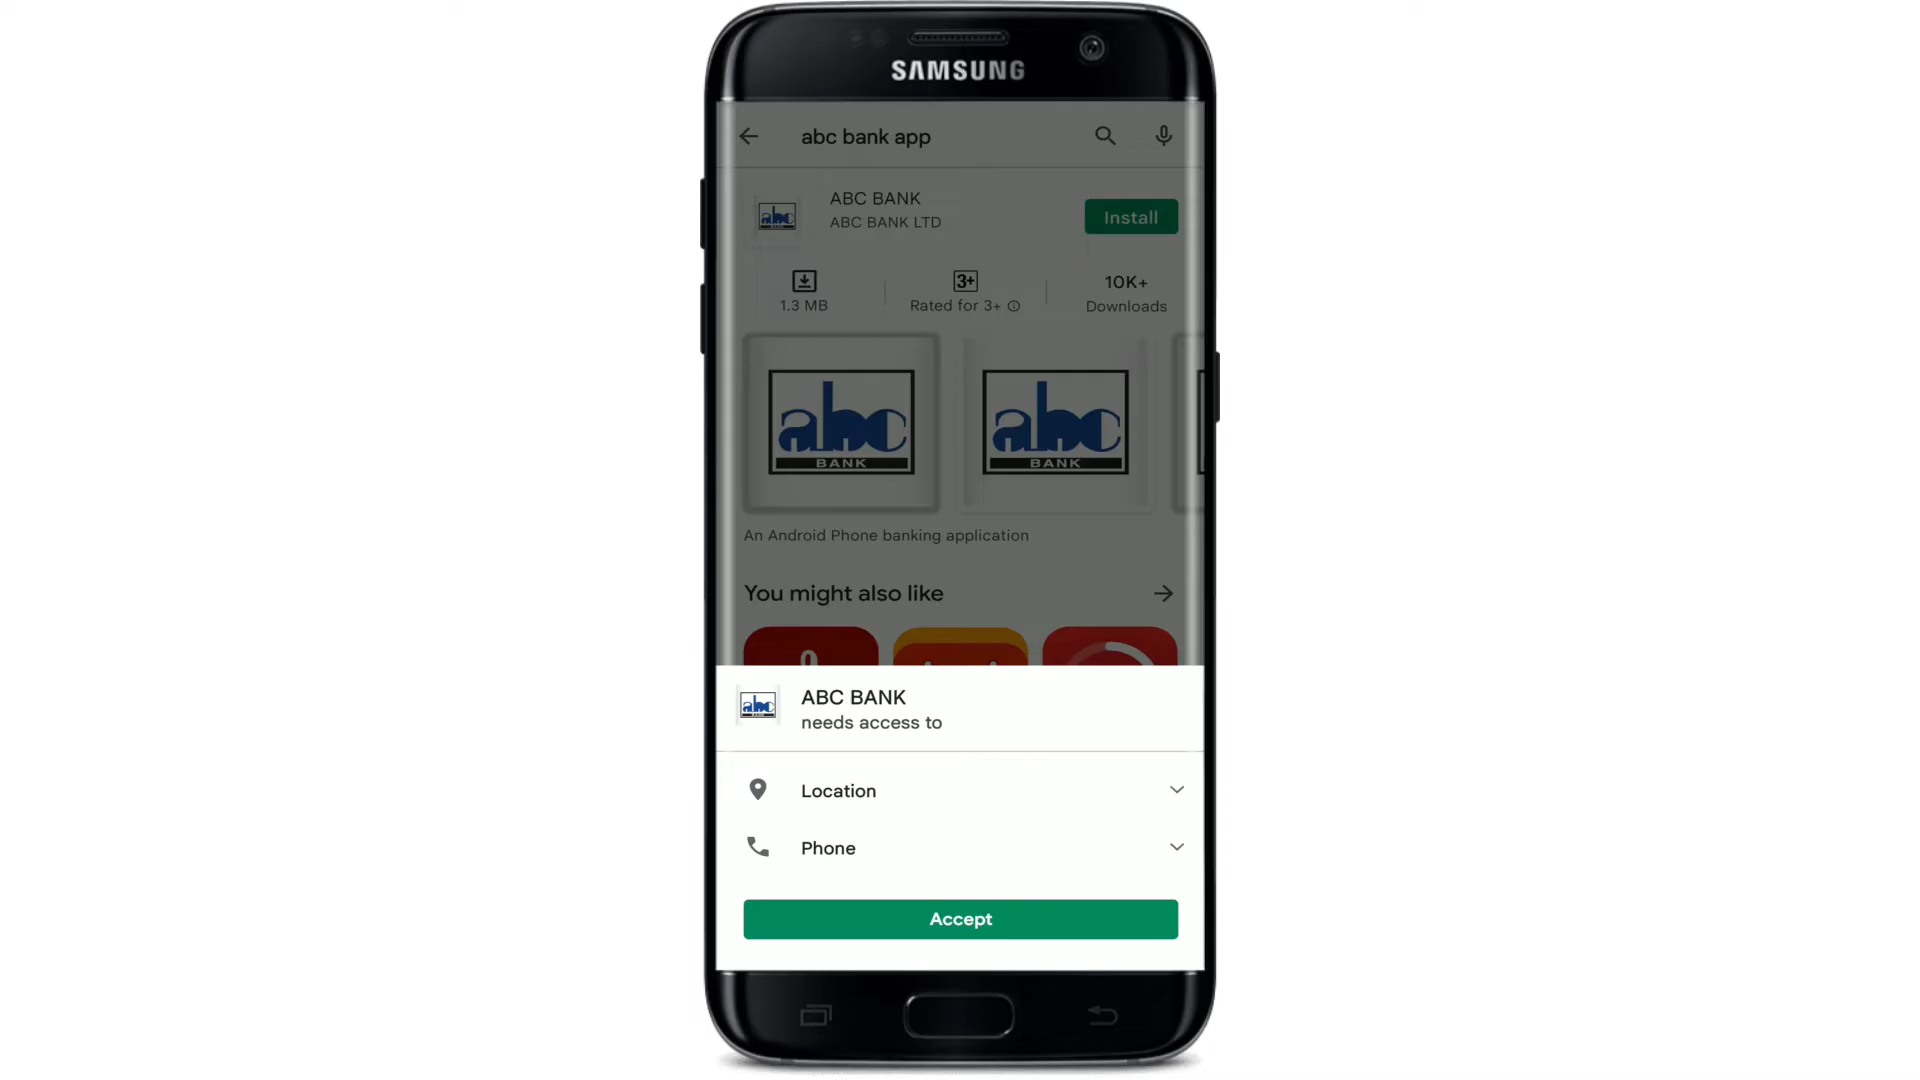 SAMSUNG
abc bank app
ABC BANK
ABC BANK LTD
Install
abc
3+
10K+
1.3 MB
Rated for 3+
Downloads
abc
BANK
abc
BANK
An Android Phone banking application
You might also like
ABC BANK
needs access to
abc
Location
Phone
Accept